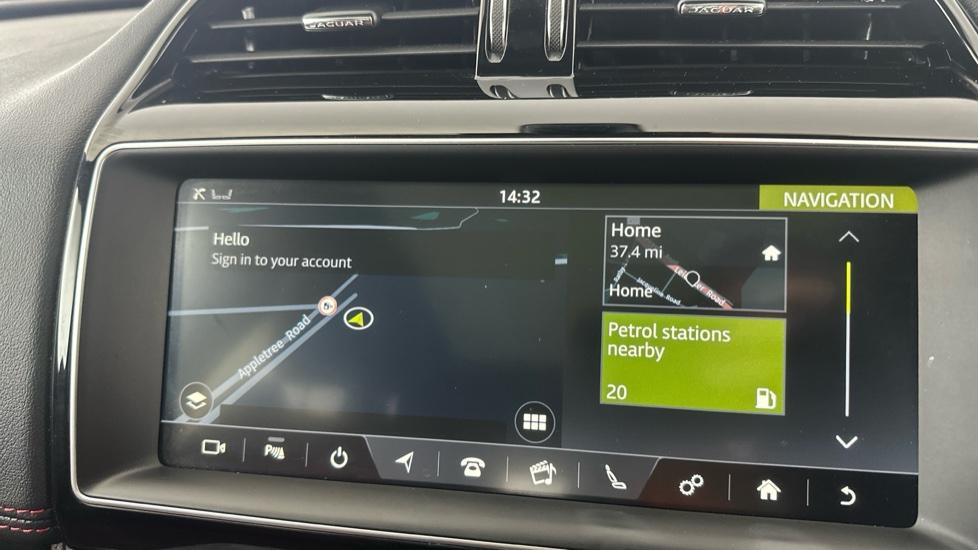 JAGUAR
JAGUAR
14:32
NAVIGATION
Hello
Sign in to your account
Appletree Road
Home
37.4 mi
Home
Road
Petrol stations
nearby
20
P